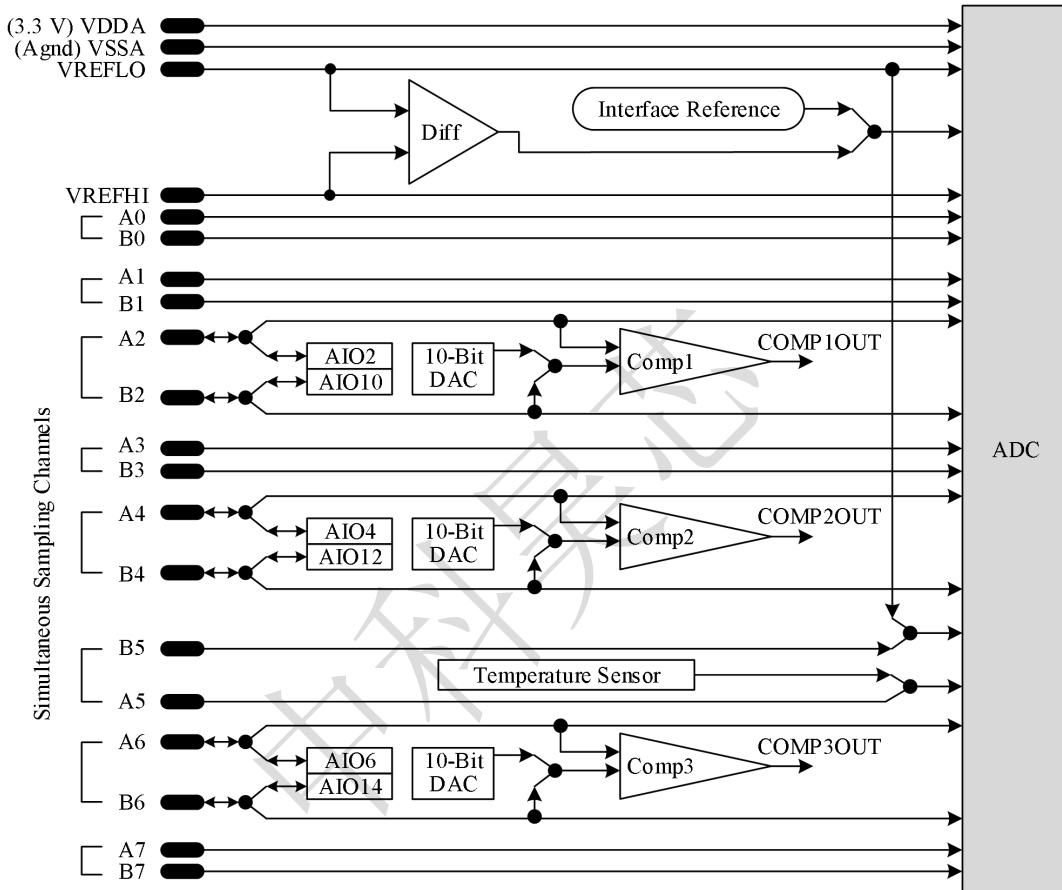 (3.3 V) VDDA
(Agnd) VSSA
VREFLO
Interface Reference
Diff
VREFHI
A0
B0
A1
B1
A2
B2
AIO2
AIO10
10-Bit
DAC
Comp1
COMP1OUT
A3
B3
ADC
A4
B4
AIO4
AIO12
10-Bit
DAC
Comp2
COMP2OUT
Simultaneous Sampling Channels
B5
Temperature Sensor
A5
A6
B6
AIO6
AIO14
10-Bit
DAC
Comp3
COMP3OUT
A7
B7
中科昊芯